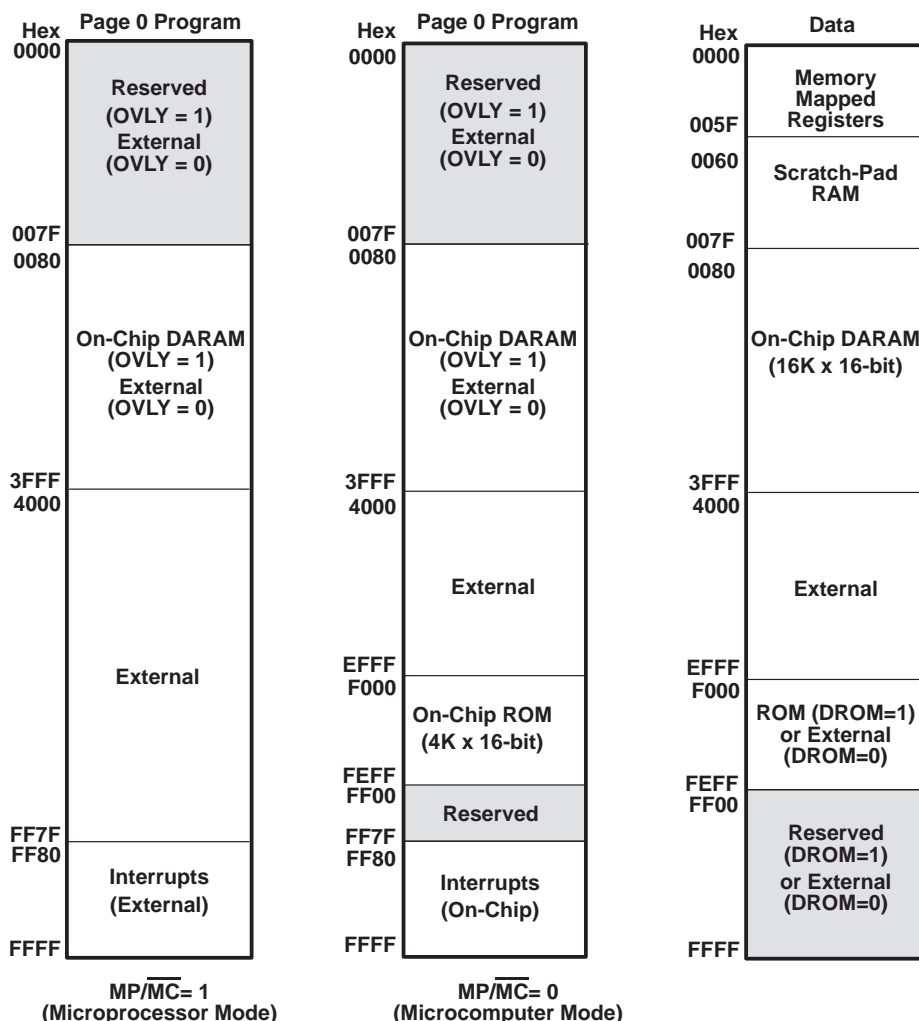 Hex
Page 0 Program
0000
Reserved
(OVLY = 1)
External
(OVLY = 0)
007F
0080
On-Chip DARAM
(OVLY = 1)
External
(OVLY = 0)
3FFF
4000
External
FF7F
FF80
Interrupts
(External)
FFFF
MP/M̅C̅= 1
(Microprocessor Mode)
Hex
Page 0 Program
0000
Reserved
(OVLY = 1)
External
(OVLY = 0)
007F
0080
On-Chip DARAM
(OVLY = 1)
External
(OVLY = 0)
3FFF
4000
External
EFFF
F000
On-Chip ROM
(4K x 16-bit)
FEFF
FF00
Reserved
FF7F
FF80
Interrupts
(On-Chip)
FFFF
MP/M̅C̅= 0
(Microcomputer Mode)
Hex
Data
0000
Memory
Mapped
Registers
005F
0060
Scratch-Pad
RAM
007F
0080
On-Chip DARAM
(16K x 16-bit)
3FFF
4000
External
EFFF
F000
ROM (DROM=1)
or External
(DROM=0)
FEFF
FF00
Reserved
(DROM=1)
or External
(DROM=0)
FFFF